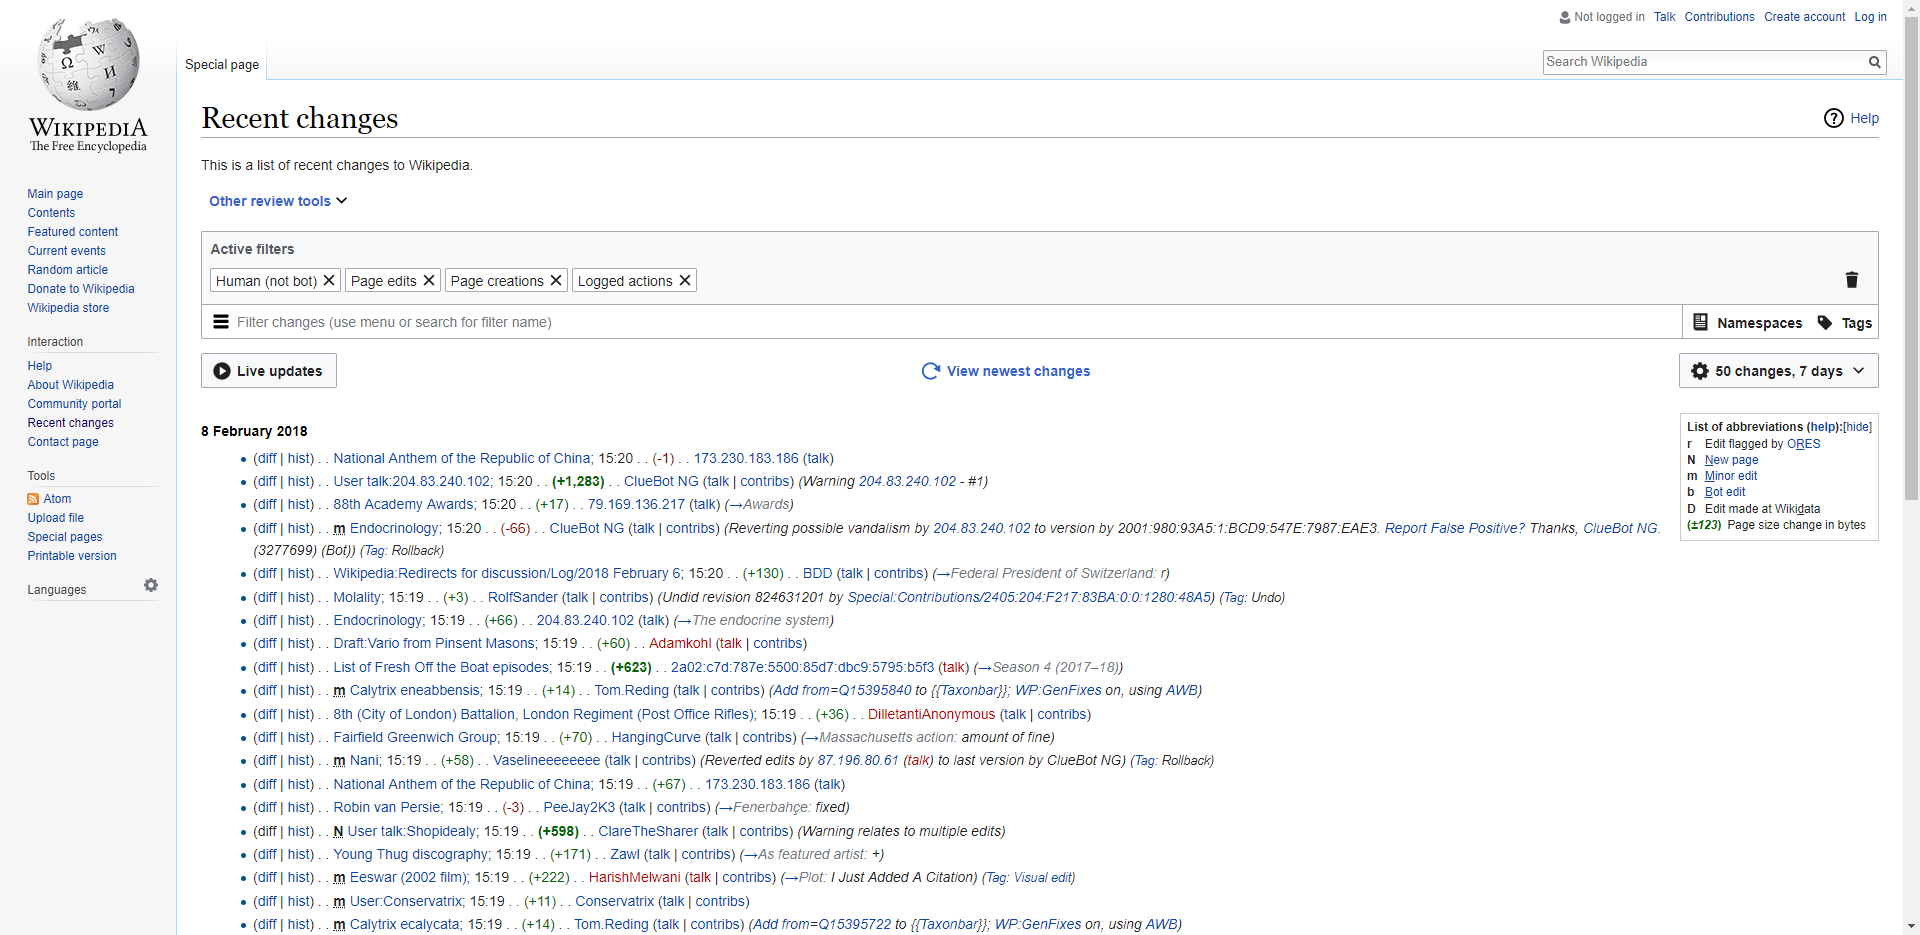 Not logged in Talk Contributions Create account Log in
Special page
Search Wikipedia
WIKIPEDIA
The Free Encyclopedia
Main page
Contents
Featured content
Current events
Random article
Donate to Wikipedia
Wikipedia store
Interaction
Help
About Wikipedia
Community portal
Recent changes
Contact page
Tools
Atom
Upload file
Special pages
Printable version
Languages
Recent changes
Help
This is a list of recent changes to Wikipedia.
Other review tools
Active filters
Human (not bot) Page edits Page creations Logged actions
Filter changes (use menu or search for filter name)
Namespaces Tags
Live updates
View newest changes
50 changes, 7 days
List of abbreviations (help):[hide]
r Edit flagged by ORES
N New page
m Minor edit
b Bot edit
D Edit made at Wikidata
(±123) Page size change in bytes
8 February 2018
(diff | hist) . . National Anthem of the Republic of China; 15:20 . . (-1) . . 173.230.183.186 (talk)
(diff | hist) . . User talk:204.83.240.102; 15:20 . . (+1,283) . . ClueBot NG (talk | contribs) (Warning 204.83.240.102 - #1)
(diff | hist) . . 88th Academy Awards; 15:20 . . (+17) . . 79.169.136.217 (talk) (→Awards)
(diff | hist) . . m Endocrinology; 15:20 . . (-66) . . ClueBot NG (talk | contribs) (Reverting possible vandalism by 204.83.240.102 to version by 2001:980:93A5:1:BCD9:547E:7987:EAE3. Report False Positive? Thanks, ClueBot NG.
(3277699) (Bot)) (Tag: Rollback)
(diff | hist) . . Wikipedia:Redirects for discussion/Log/2018 February 6; 15:20 . . (+130) . . BDD (talk | contribs) (→Federal President of Switzerland: r)
(diff | hist) . . Molality; 15:19 . . (+3) . . RolfSander (talk | contribs) (Undid revision 824631201 by Special:Contributions/2405:204:F217:83BA:0:0:1280:48A5) (Tag: Undo)
(diff | hist) . . Endocrinology; 15:19 . . (+66) . . 204.83.240.102 (talk) (→The endocrine system)
(diff | hist) . . Draft:Vario from Pinsent Masons; 15:19 . . (+60) . . Adamkohl (talk | contribs)
(diff | hist) . . List of Fresh Off the Boat episodes; 15:19 . . (+623) . . 2a02:c7d:787e:5500:85d7:dbc9:5795:b5f3 (talk) (→Season 4 (2017–18))
(diff | hist) . . m Calytrix eneabbensis; 15:19 . . (+14) . . Tom.Reding (talk | contribs) (Add from=Q15395840 to {{Taxonbar}}; WP:GenFixes on, using AWB)
(diff | hist) . . 8th (City of London) Battalion, London Regiment (Post Office Rifles); 15:19 . . (+36) . . DilletantiAnonymous (talk | contribs)
(diff | hist) . . Fairfield Greenwich Group; 15:19 . . (+70) . . HangingCurve (talk | contribs) (→Massachusetts action: amount of fine)
(diff | hist) . . m Nani; 15:19 . . (+58) . . Vaselineeeeeeee (talk | contribs) (Reverted edits by 87.196.80.61 (talk) to last version by ClueBot NG) (Tag: Rollback)
(diff | hist) . . National Anthem of the Republic of China; 15:19 . . (+67) . . 173.230.183.186 (talk)
(diff | hist) . . Robin van Persie; 15:19 . . (-3) . . PeeJay2K3 (talk | contribs) (→Fenerbahçe: fixed)
(diff | hist) . . N User talk:Shopidealy; 15:19 . . (+598) . . ClareTheSharer (talk | contribs) (Warning relates to multiple edits)
(diff | hist) . . Young Thug discography; 15:19 . . (+171) . . Zawl (talk | contribs) (→As featured artist: +)
(diff | hist) . . m Eeswar (2002 film); 15:19 . . (+222) . . HarishMelwani (talk | contribs) (→Plot: I Just Added A Citation) (Tag: Visual edit)
(diff | hist) . . m User:Conservatrix; 15:19 . . (+11) . . Conservatrix (talk | contribs)
(diff | hist) . . m Calytrix ecalycata; 15:19 . . (+14) . . Tom.Reding (talk | contribs) (Add from=Q15395722 to {{Taxonbar}}; WP:GenFixes on, using AWB)